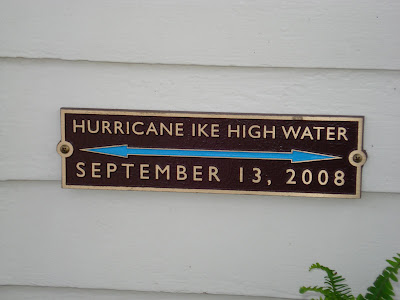 HURRICANE IKE HIGH WATER
SEPTEMBER 13, 2008